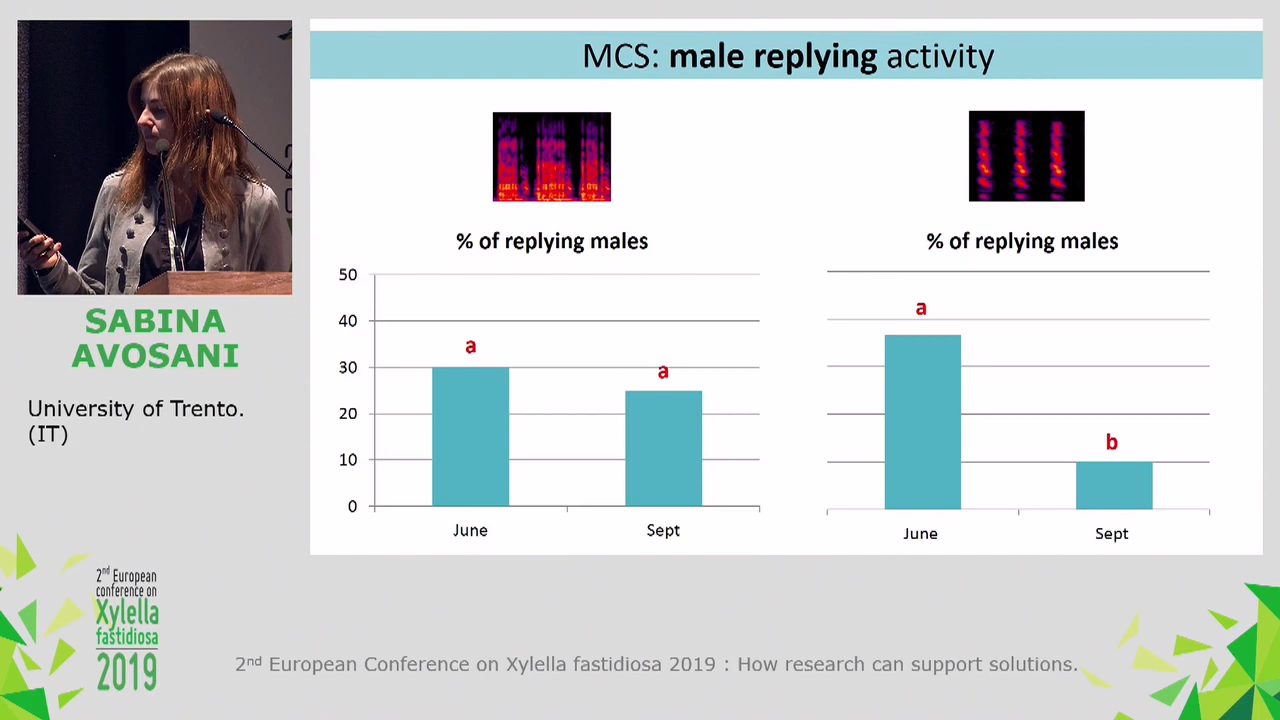 MCS: male replying activity
% of replying males
50
40
30
20
10
0
a
a
June
Sept
% of replying males
a
b
June
Sept
SABINA
AVOSANI
University of Trento.
(IT)
2nd European
conference on
Xylella
fastidiosa
2019
2nd European Conference on Xylella fastidiosa 2019 : How research can support solutions.